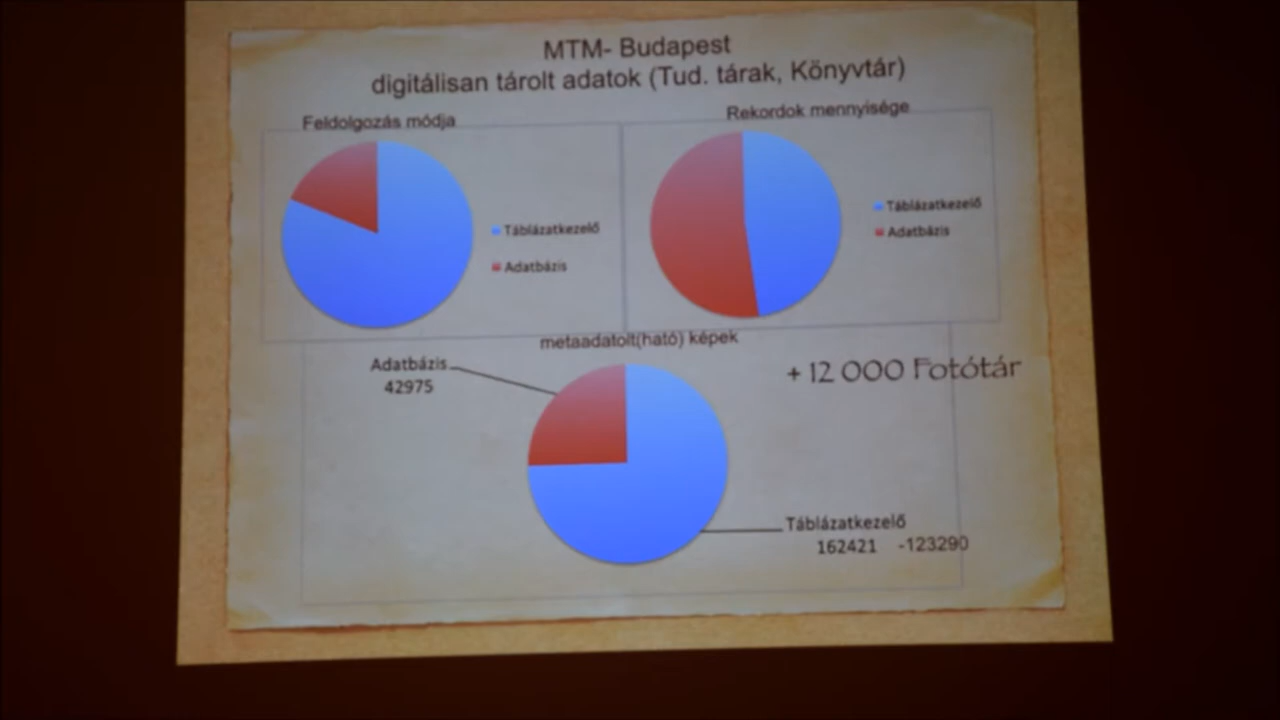 MTM- Budapest
digitálisan tárolt adatok (Tud. tárak, Könyvtár)
Feldolgozás módja
Táblázatkezelő
Adatbázis
Rekordok mennyisége
Táblázatkezelő
Adatbázis
metaadatolt(ható) képek
Adatbázis
42975
+ 12 000 Fotótár
Táblázatkezelő
162421 -123290